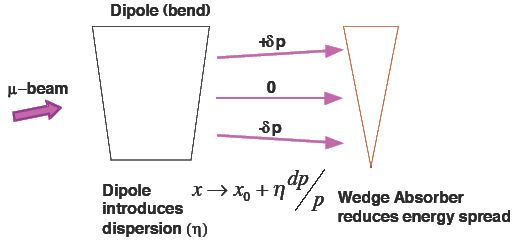 Dipole (bend)
+δp
μ–beam
0
-δp
Dipole
introduces
dispersion (η)
x → x₀ + η dp/p
Wedge Absorber
reduces energy spread